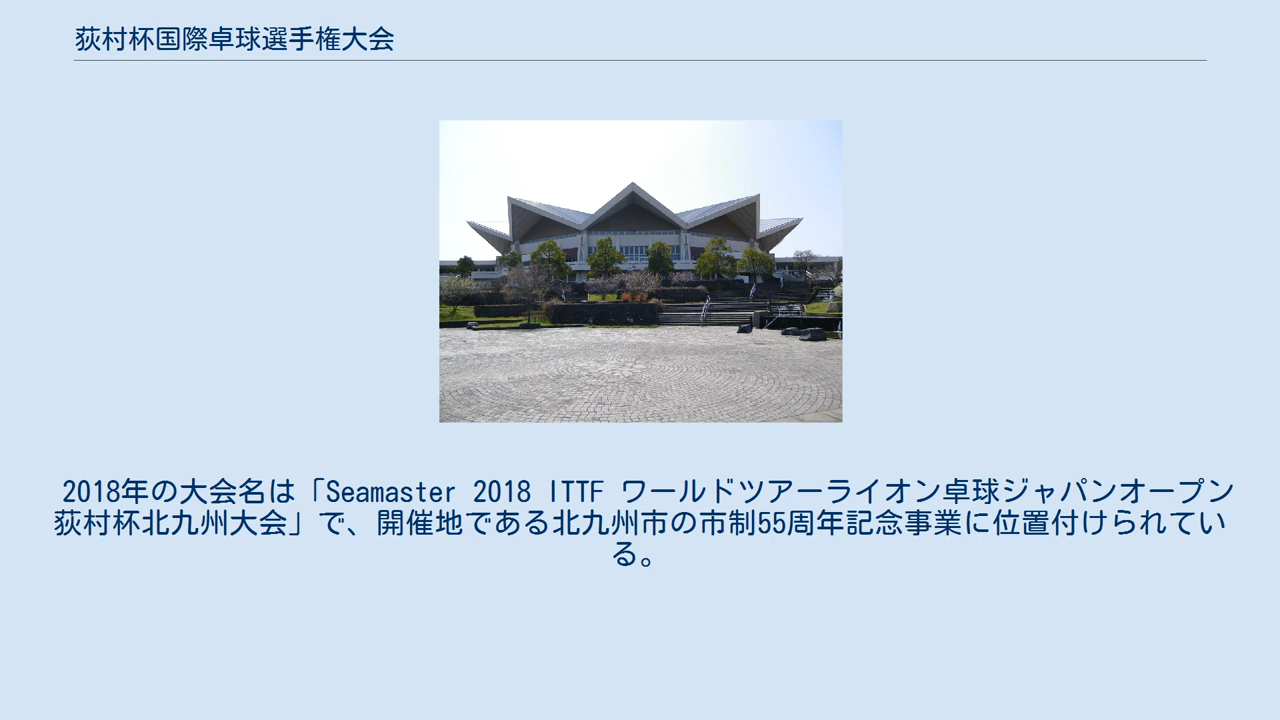 荻村杯国際卓球選手権大会
2018年の大会名は「Seamaster 2018 ITTF ワールドツアーライオン卓球ジャパンオープン
荻村杯北九州大会」で、開催地である北九州市の市制55周年記念事業に位置付けられてい
る。